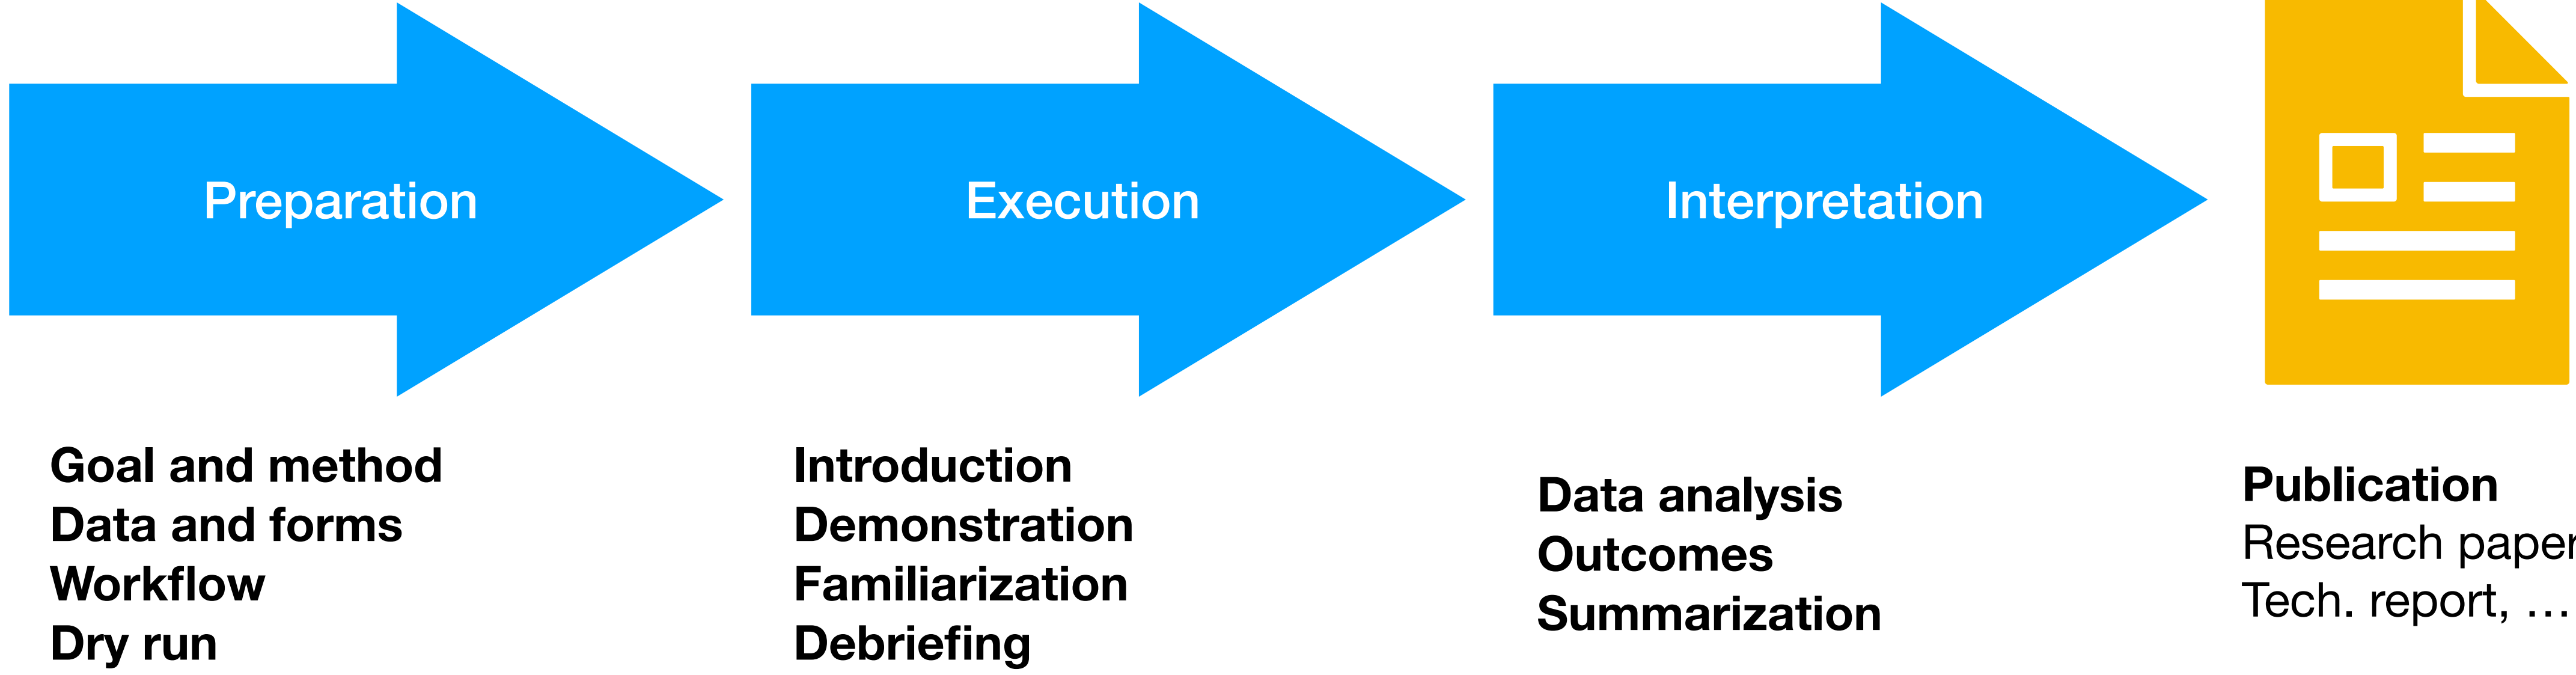 Preparation
Execution
Interpretation
Goal and method
Data and forms
Workflow
Dry run
Introduction
Demonstration
Familiarization
Debriefing
Data analysis
Outcomes
Summarization
Publication
Research paper
Tech. report, …